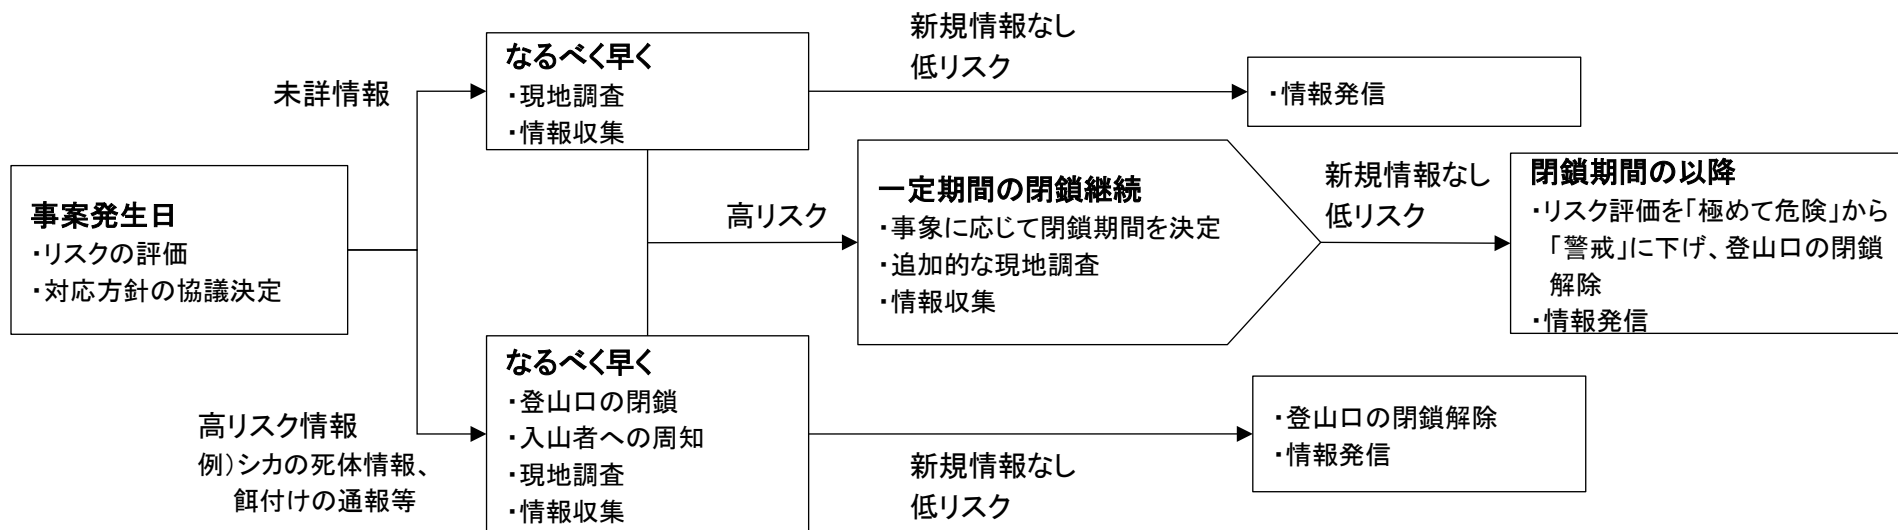 事案発生日
・リスクの評価
・対応方針の協議決定
未詳情報
なるべく早く
・現地調査
・情報収集
新規情報なし
低リスク
・情報発信
高リスク
一定期間の閉鎖継続
・事象に応じて閉鎖期間を決定
・追加的な現地調査
・情報収集
新規情報なし
低リスク
閉鎖期間の以降
・リスク評価を「極めて危険」から
「警戒」に下げ、登山口の閉鎖
解除
・情報発信
高リスク情報
例)シカの死体情報、
餌付けの通報等
なるべく早く
・登山口の閉鎖
・入山者への周知
・現地調査
・情報収集
新規情報なし
低リスク
・登山口の閉鎖解除
・情報発信